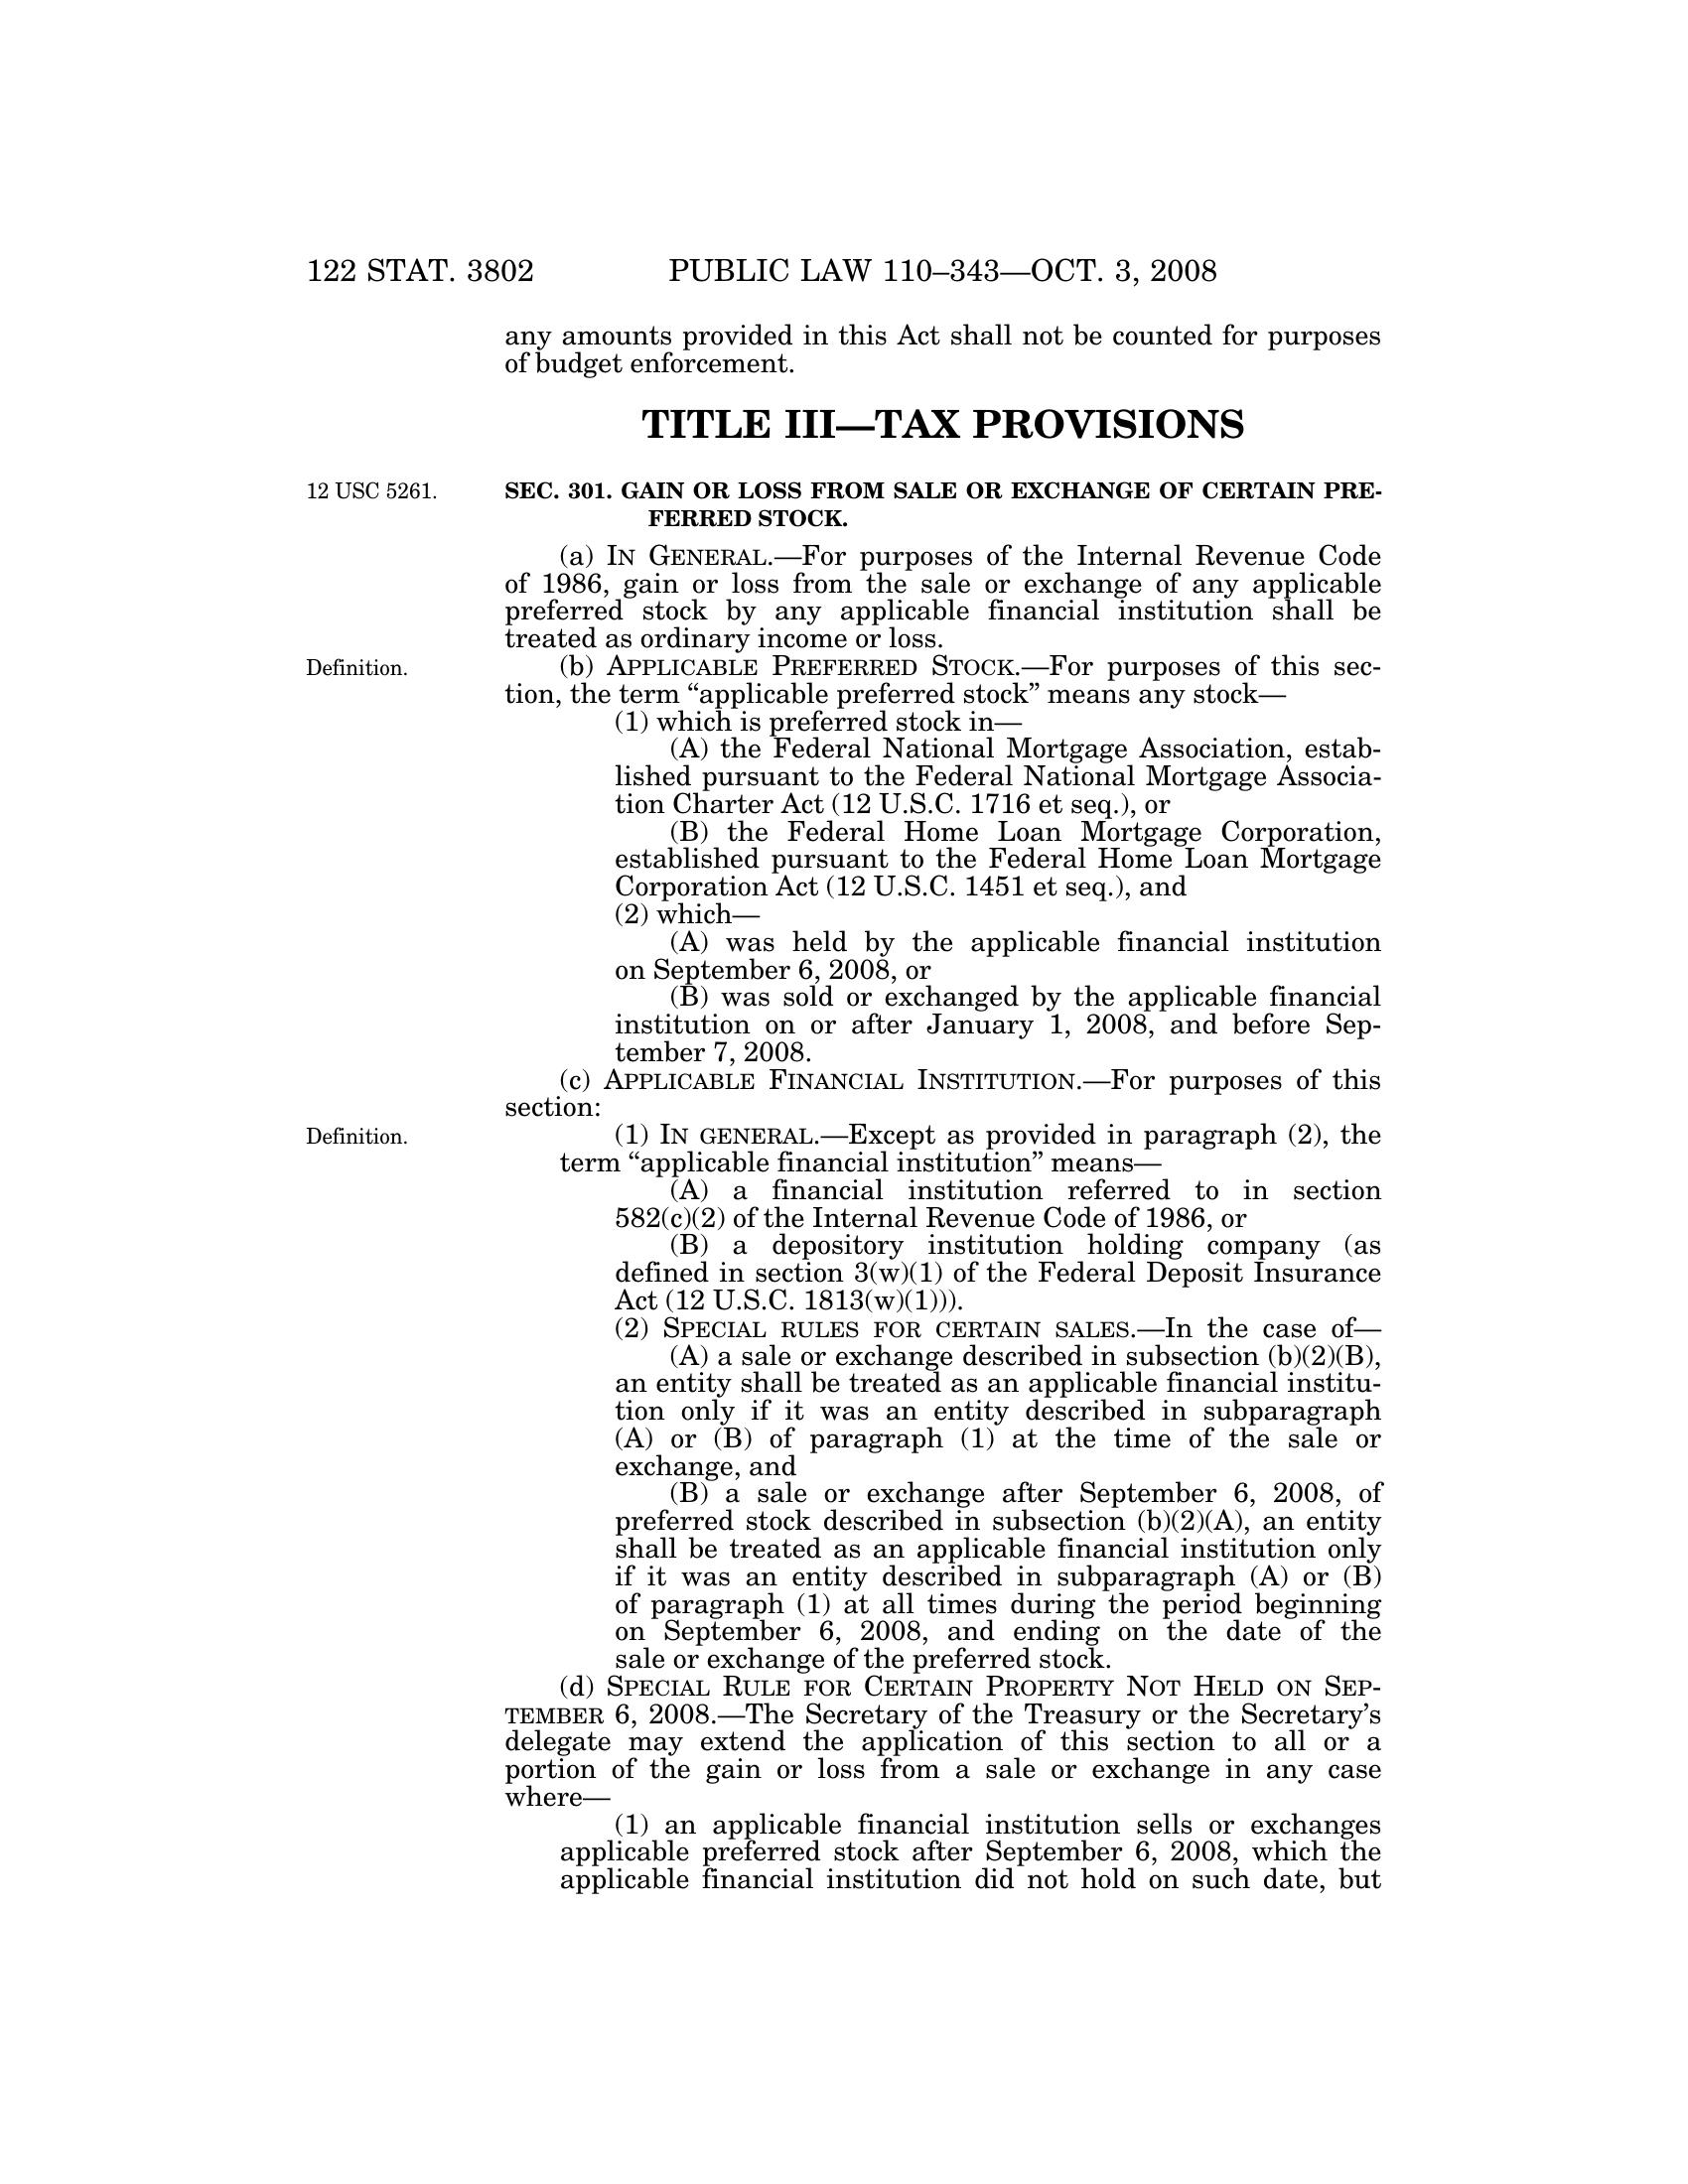 122 STAT. 3802 PUBLIC LAW 110–343—OCT. 3, 2008
any amounts provided in this Act shall not be counted for purposes
of budget enforcement.
TITLE III—TAX PROVISIONS
12 USC 5261.
SEC. 301. GAIN OR LOSS FROM SALE OR EXCHANGE OF CERTAIN PRE-
FERRED STOCK.
(a) IN GENERAL.—For purposes of the Internal Revenue Code
of 1986, gain or loss from the sale or exchange of any applicable
preferred stock by any applicable financial institution shall be
treated as ordinary income or loss.
Definition.
(b) APPLICABLE PREFERRED STOCK.—For purposes of this sec-
tion, the term “applicable preferred stock” means any stock—
(1) which is preferred stock in—
(A) the Federal National Mortgage Association, estab-
lished pursuant to the Federal National Mortgage Associa-
tion Charter Act (12 U.S.C. 1716 et seq.), or
(B) the Federal Home Loan Mortgage Corporation,
established pursuant to the Federal Home Loan Mortgage
Corporation Act (12 U.S.C. 1451 et seq.), and
(2) which—
(A) was held by the applicable financial institution
on September 6, 2008, or
(B) was sold or exchanged by the applicable financial
institution on or after January 1, 2008, and before Sep-
tember 7, 2008.
(c) APPLICABLE FINANCIAL INSTITUTION.—For purposes of this
section:
Definition.
(1) IN GENERAL.—Except as provided in paragraph (2), the
term “applicable financial institution” means—
(A) a financial institution referred to in section
582(c)(2) of the Internal Revenue Code of 1986, or
(B) a depository institution holding company (as
defined in section 3(w)(1) of the Federal Deposit Insurance
Act (12 U.S.C. 1813(w)(1))).
(2) SPECIAL RULES FOR CERTAIN SALES.—In the case of—
(A) a sale or exchange described in subsection (b)(2)(B),
an entity shall be treated as an applicable financial institu-
tion only if it was an entity described in subparagraph
(A) or (B) of paragraph (1) at the time of the sale or
exchange, and
(B) a sale or exchange after September 6, 2008, of
preferred stock described in subsection (b)(2)(A), an entity
shall be treated as an applicable financial institution only
if it was an entity described in subparagraph (A) or (B)
of paragraph (1) at all times during the period beginning
on September 6, 2008, and ending on the date of the
sale or exchange of the preferred stock.
(d) SPECIAL RULE FOR CERTAIN PROPERTY NOT HELD ON SEP-
TEMBER 6, 2008.—The Secretary of the Treasury or the Secretary’s
delegate may extend the application of this section to all or a
portion of the gain or loss from a sale or exchange in any case
where—
(1) an applicable financial institution sells or exchanges
applicable preferred stock after September 6, 2008, which the
applicable financial institution did not hold on such date, but